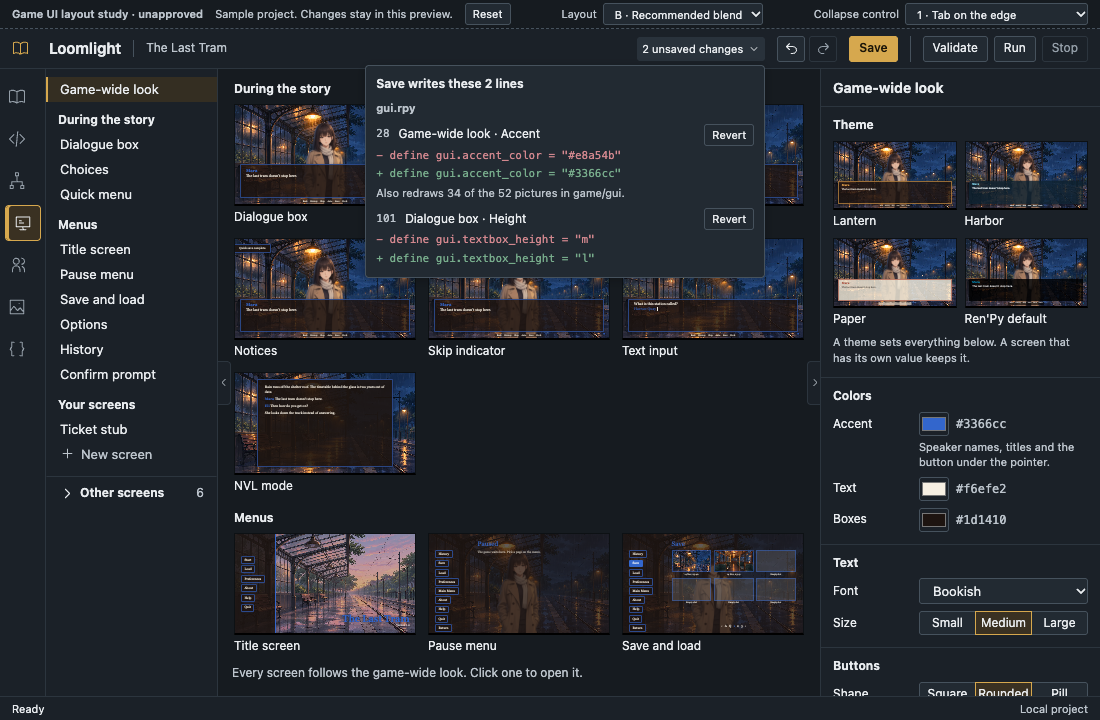 Game UI layout study · unapproved
Sample project. Changes stay in this preview.
Reset
Layout
B · Recommended blend
Collapse control
1 · Tab on the edge
Loomlight
The Last Tram
2 unsaved changes
Save
Validate
Run
Stop
Game-wide look
During the story
Dialogue box
Choices
Quick menu
Menus
Title screen
Pause menu
Save and load
Options
History
Confirm prompt
Your screens
Ticket stub
+ New screen
Other screens 6
During the story
Dialogue box
Save writes these 2 lines
gui.rpy
28 Game-wide look · Accent
Revert
− define gui.accent_color = "#e8a54b"
+ define gui.accent_color = "#3366cc"
Also redraws 34 of the 52 pictures in game/gui.
101 Dialogue box · Height
Revert
− define gui.textbox_height = "m"
+ define gui.textbox_height = "l"
The last tram doesn't stop here.
Notices
Skip indicator
Text input
NVL mode
Menus
Title screen
Pause menu
Save and load
Every screen follows the game-wide look. Click one to open it.
Game-wide look
Theme
Lantern
Harbor
Paper
Ren'Py default
A theme sets everything below. A screen that
has its own value keeps it.
Colors
Accent
#3366cc
Speaker names, titles and the
button under the pointer.
Text
#f6efe2
Boxes
#1d1410
Text
Font
Bookish
Size
Small
Medium
Large
Buttons
Shape
Square
Rounded
Pill
Ready
Local project